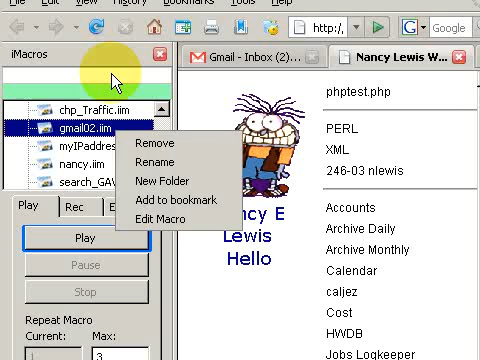 File Edit View History Bookmarks Tools Help
http:/,
Google
iMacros
Gmail - Inbox (2)...
Nancy Lewis W...
chp_Traffic.iim
gmail02.iim
myIPaddres
nancy.iim
search_GAV
Remove
Rename
New Folder
Add to bookmark
Edit Macro
Play Rec E
Play
Pause
Stop
Repeat Macro
Current: Max:
1 3
ncy E
Lewis
Hello
phptest.php
PERL
XML
246-03 nlewis
Accounts
Archive Daily
Archive Monthly
Calendar
caljez
Cost
HWDB
Jobs Logkeeper